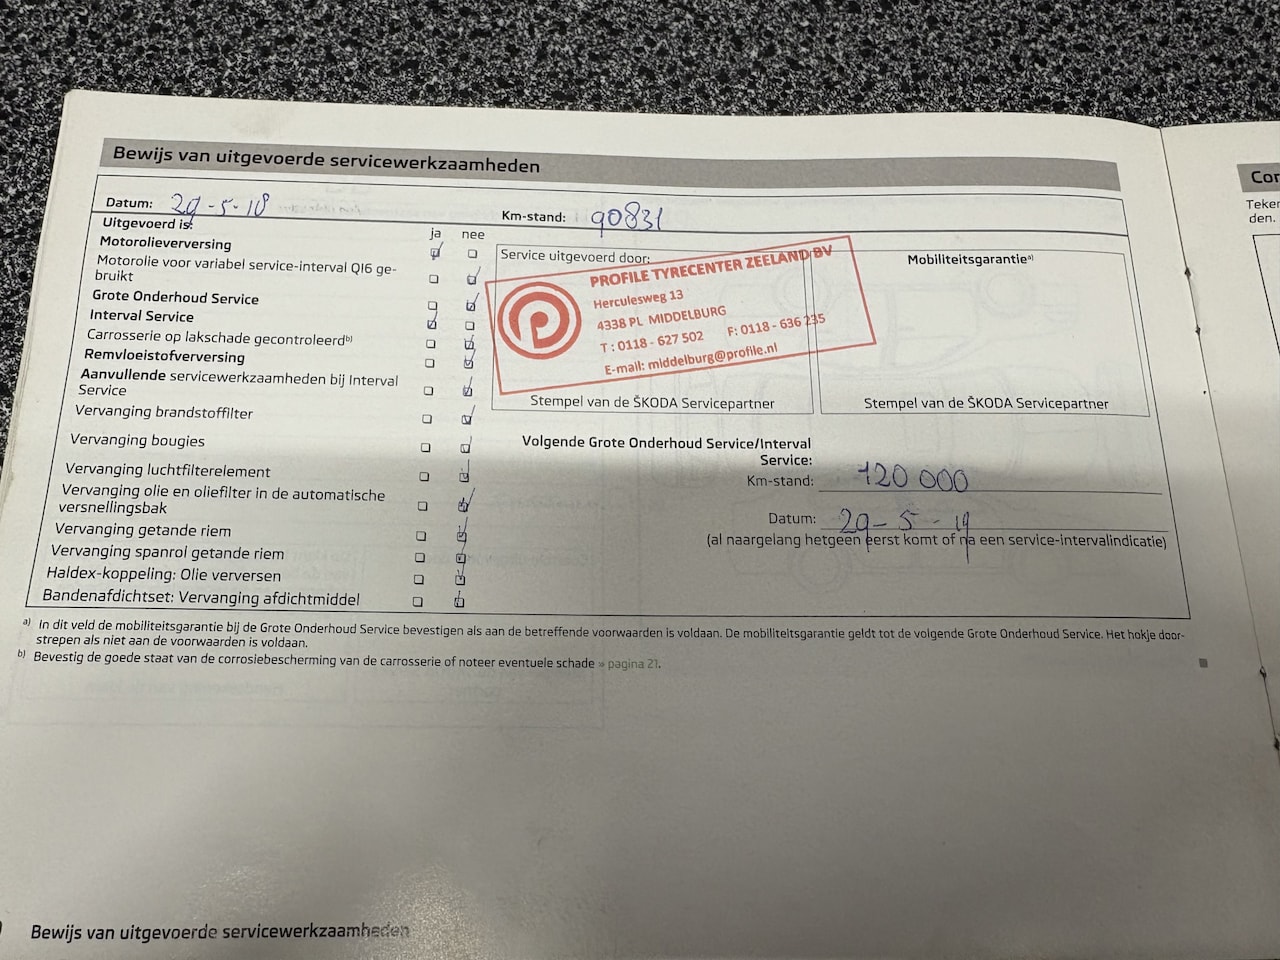 Bewijs van uitgevoerde servicewerkzaamheden
Datum: 29-5-18
Km-stand: 90831
Uitgevoerd is:
ja nee
Motorolieverversing
Motorolie voor variabel service-interval QI6 ge-
bruikt
Grote Onderhoud Service
Interval Service
Carrosserie op lakschade gecontroleerd b)
Remvloeistofverversing
Aanvullende servicewerkzaamheden bij Interval
Service
Vervanging brandstoffilter
Vervanging bougies
Vervanging luchtfilterelement
Vervanging olie en oliefilter in de automatische
versnellingsbak
Vervanging getande riem
Vervanging spanrol getande riem
Haldex-koppeling: Olie verversen
Bandenafdichtset: Vervanging afdichtmiddel
Service uitgevoerd door:
PROFILE TYRECENTER ZEELAND BV
Herculesweg 13
4338 PL MIDDELBURG
T : 0118 - 627 502 F: 0118 - 636 235
E-mail: middelburg@profile.nl
Stempel van de ŠKODA Servicepartner
Mobiliteitsgarantie a)
Stempel van de ŠKODA Servicepartner
Volgende Grote Onderhoud Service/Interval
Service:
Km-stand: 120 000
Datum: 29-5-19
(al naargelang hetgeen eerst komt of na een service-intervalindicatie)
a) In dit veld de mobiliteitsgarantie bij de Grote Onderhoud Service bevestigen als aan de betreffende voorwaarden is voldaan. De mobiliteitsgarantie geldt tot de volgende Grote Onderhoud Service. Het hokje door-
strepen als niet aan de voorwaarden is voldaan.
b) Bevestig de goede staat van de corrosiebescherming van de carrosserie of noteer eventuele schade » pagina 21.
Bewijs van uitgevoerde servicewerkzaamheden
den.